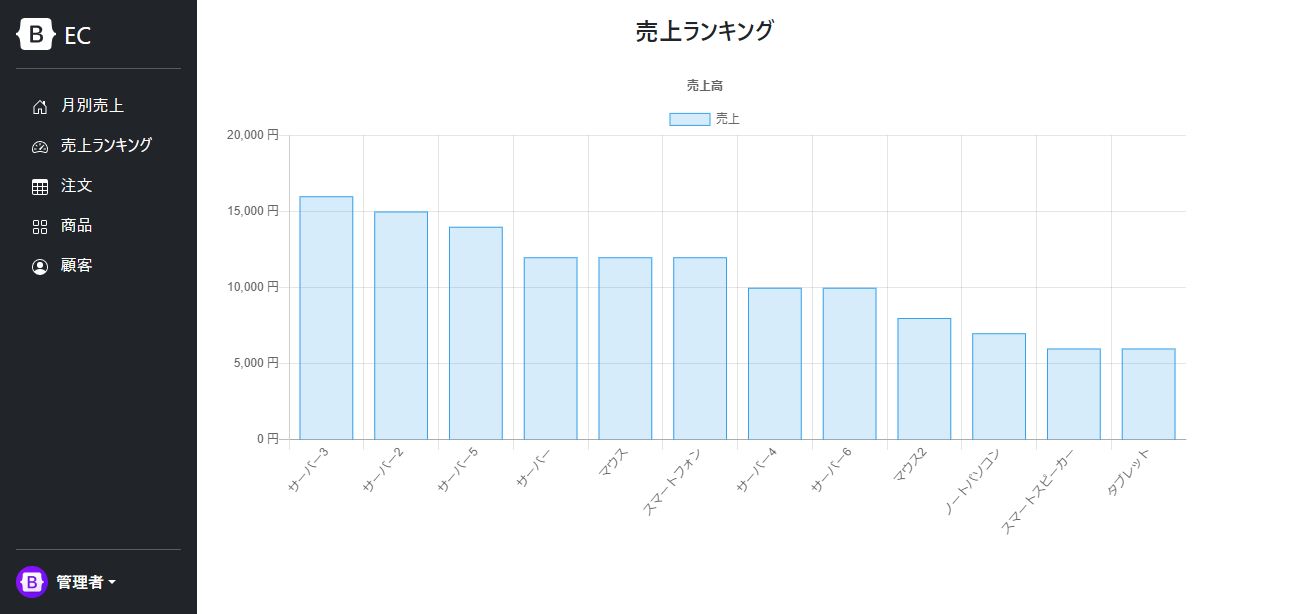 B EC
月別売上
売上ランキング
注文
商品
顧客
B 管理者
売上ランキング
売上高
売上
20,000 円
15,000 円
10,000 円
5,000 円
0 円
サーバー3
サーバー2
サーバー5
サーバー
マウス
スマートフォン
サーバー4
サーバー6
マウス2
ノートパソコン
スマートスピーカー
タブレット